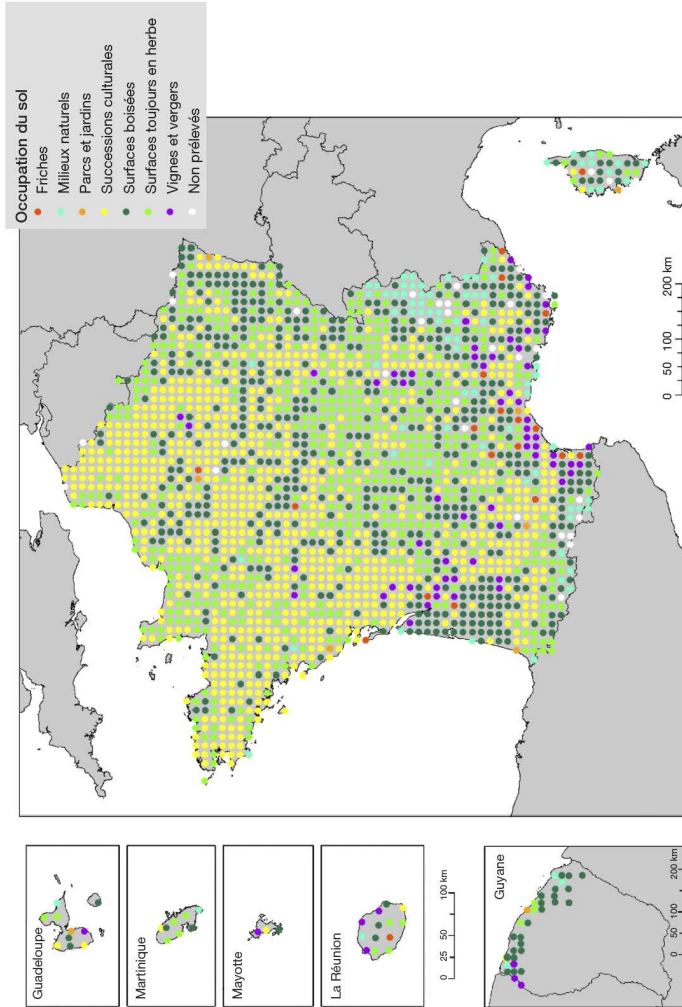 Occupation du sol
Friches
Milieux naturels
Parcs et jardins
Successions culturales
Surfaces boisées
Surfaces toujours en herbe
Vignes et vergers
Non prélevés
0 50 100 200 km
Guadeloupe
Martinique
Mayotte
La Réunion
0 25 50 100 km
Guyane
0 50 100 200 km